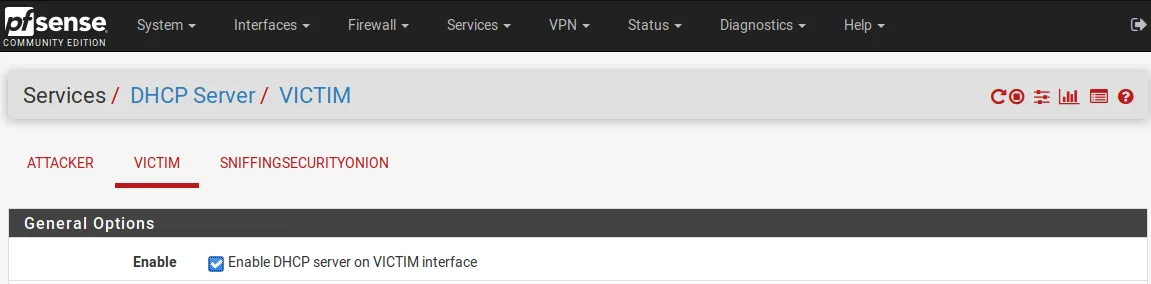 pfsense System Interfaces Firewall Services VPN Status Diagnostics Help
COMMUNITY EDITION
Services / DHCP Server / VICTIM
ATTACKER VICTIM SNIFFINGSECURITYONION
General Options
Enable Enable DHCP server on VICTIM interface